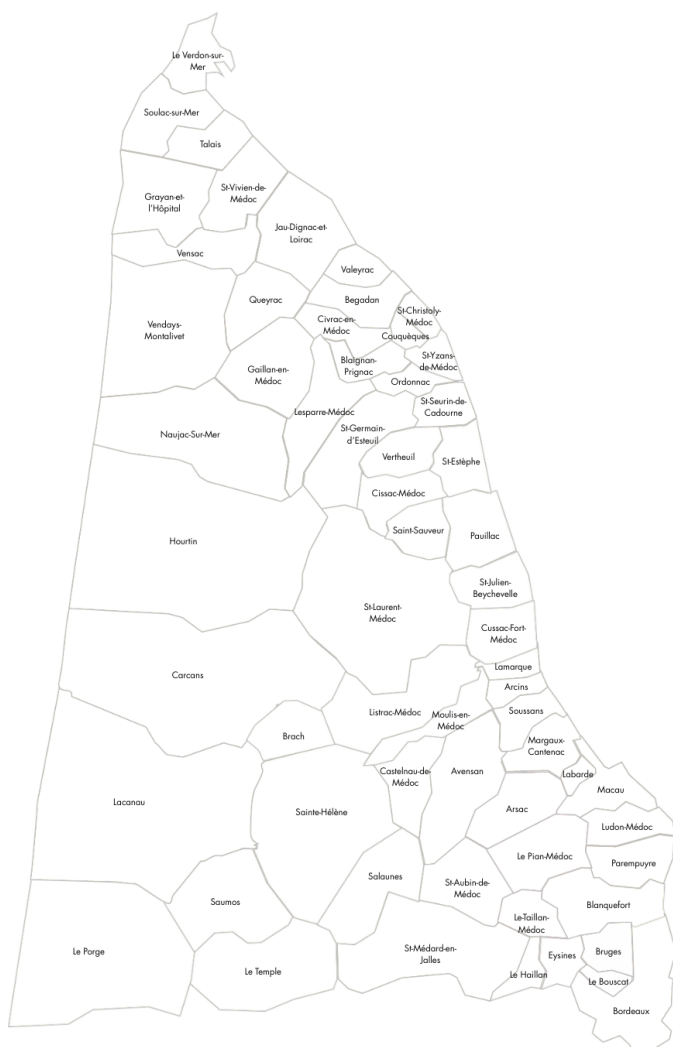 Le Verdon-sur-
Mer
Soulac-sur-Mer
Talais
St-Vivien-de-
Médoc
Grayan-et-
l'Hôpital
Jau-Dignac-et-
Loirac
Vensac
Valeyrac
Queyrac
Begadan
St-Christoly-
Médoc
Civrac-en-
Médoc
Vendays-
Montalivet
Couquèques
St-Yzans-
de-Médoc
Blaignan-
Prignac
Gaillan-en-
Médoc
Ordonnac
St-Seurin-de-
Cadourne
Lesparre-Médoc
St-Germain-
d'Esteuil
Naujac-Sur-Mer
Vertheuil
St-Estèphe
Cissac-Médoc
Saint-Sauveur
Pauillac
Hourtin
St-Julien-
Beychevelle
St-Laurent-
Médoc
Cussac-Fort-
Médoc
Lamarque
Carcans
Arcins
Listrac-Médoc
Moulis-en-
Médoc
Soussans
Brach
Margaux-
Cantenac
Castelnau-de-
Médoc
Avensan
Labarde
Macau
Lacanau
Sainte-Hélène
Arsac
Ludon-Médoc
Le Pian-Médoc
Parempuyre
Salaunes
St-Aubin-de-
Médoc
Saumos
Blanquefort
Le-Taillan-
Médoc
Le Porge
St-Médard-en-
Jalles
Eysines
Bruges
Le Temple
Le Haillan
Le Bouscat
Bordeaux